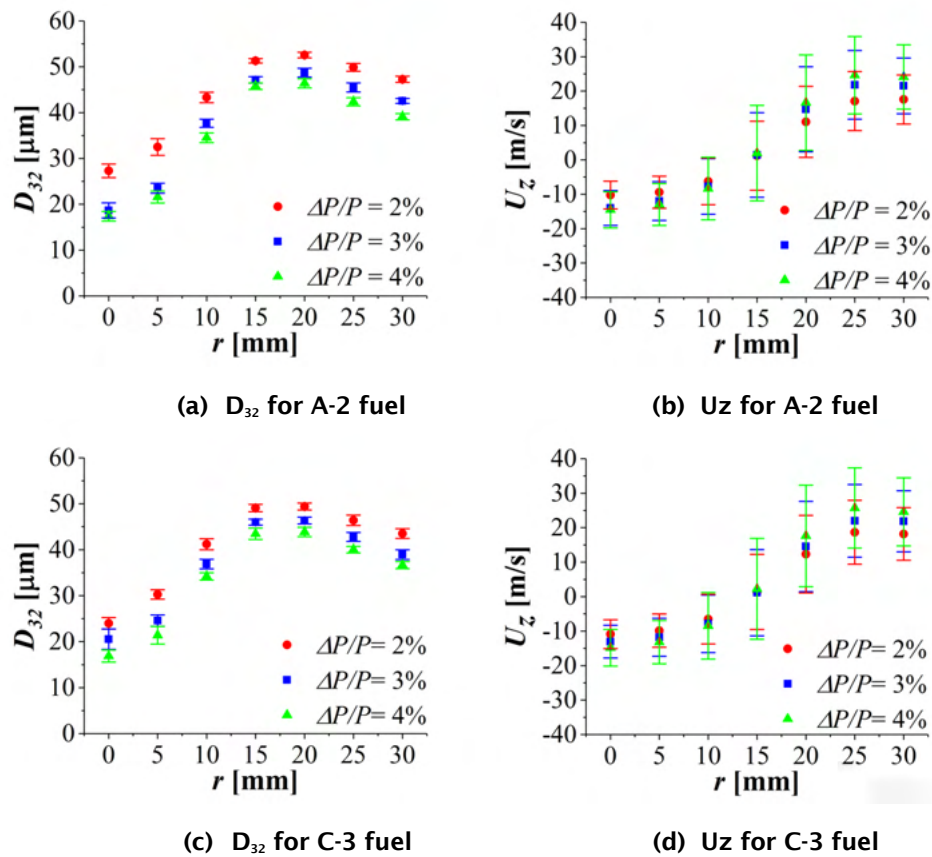 60
50
40
30
20
10
0
D32 [μm]
ΔP/P = 2%
ΔP/P = 3%
ΔP/P = 4%
0 5 10 15 20 25 30
r [mm]
(a) D32 for A-2 fuel
40
30
20
10
0
-10
-20
-30
-40
UZ [m/s]
ΔP/P = 2%
ΔP/P = 3%
ΔP/P = 4%
0 5 10 15 20 25 30
r [mm]
(b) Uz for A-2 fuel
60
50
40
30
20
10
0
D32 [μm]
ΔP/P= 2%
ΔP/P= 3%
ΔP/P= 4%
0 5 10 15 20 25 30
r [mm]
(c) D32 for C-3 fuel
40
30
20
10
0
-10
-20
-30
-40
UZ [m/s]
ΔP/P = 2%
ΔP/P = 3%
ΔP/P = 4%
0 5 10 15 20 25 30
r [mm]
(d) Uz for C-3 fuel